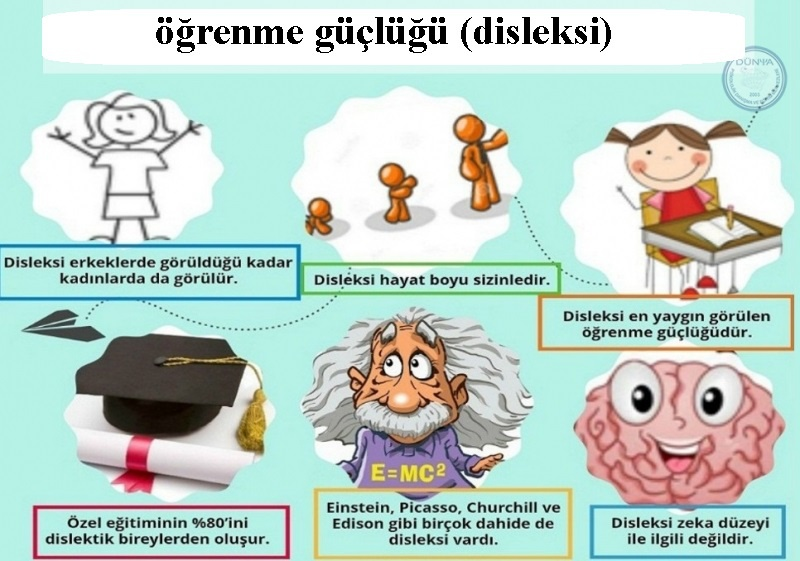 öğrenme güçlüğü (disleksi)
DÜNYA
Disleksi erkeklerde görüldüğü kadar
kadınlarda da görülür.
Disleksi hayat boyu sizinledir.
Disleksi en yaygın görülen
öğrenme güçlüğüdür.
E=MC²
Özel eğitiminin %80'ini
dislektik bireylerden oluşur.
Einstein, Picasso, Churchill ve
Edison gibi birçok dahide de
disleksi vardı.
Disleksi zeka düzeyi
ile ilgili değildir.